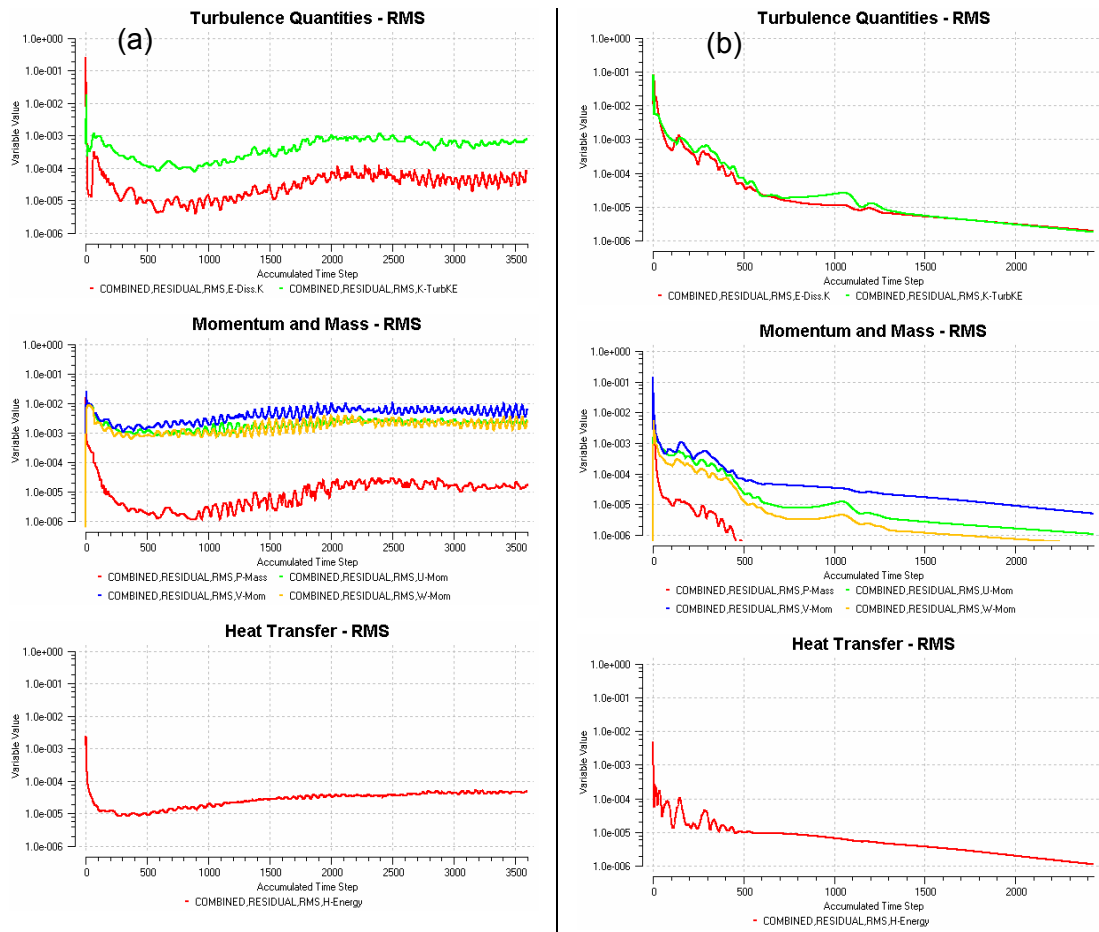 Turbulence Quantities - RMS
(a)
1.0e+000
1.0e-001
1.0e-002
1.0e-003
1.0e-004
1.0e-005
1.0e-006
Variable Value
0 500 1000 1500 2000 2500 3000 3500
Accumulated Time Step
COMBINED,RESIDUAL,RMS,E-Diss.K COMBINED,RESIDUAL,RMS,K-TurbKE
Momentum and Mass - RMS
1.0e+000
1.0e-001
1.0e-002
1.0e-003
1.0e-004
1.0e-005
1.0e-006
Variable Value
0 500 1000 1500 2000 2500 3000 3500
Accumulated Time Step
COMBINED,RESIDUAL,RMS,P-Mass COMBINED,RESIDUAL,RMS,U-Mom
COMBINED,RESIDUAL,RMS,V-Mom COMBINED,RESIDUAL,RMS,W-Mom
Heat Transfer - RMS
1.0e+000
1.0e-001
1.0e-002
1.0e-003
1.0e-004
1.0e-005
1.0e-006
Variable Value
0 500 1000 1500 2000 2500 3000 3500
Accumulated Time Step
COMBINED,RESIDUAL,RMS,H-Energy
Turbulence Quantities - RMS
(b)
1.0e+000
1.0e-001
1.0e-002
1.0e-003
1.0e-004
1.0e-005
1.0e-006
Variable Value
0 500 1000 1500 2000
Accumulated Time Step
COMBINED,RESIDUAL,RMS,E-Diss.K COMBINED,RESIDUAL,RMS,K-TurbKE
Momentum and Mass - RMS
1.0e+000
1.0e-001
1.0e-002
1.0e-003
1.0e-004
1.0e-005
1.0e-006
Variable Value
0 500 1000 1500 2000
Accumulated Time Step
COMBINED,RESIDUAL,RMS,P-Mass COMBINED,RESIDUAL,RMS,U-Mom
COMBINED,RESIDUAL,RMS,V-Mom COMBINED,RESIDUAL,RMS,W-Mom
Heat Transfer - RMS
1.0e+000
1.0e-001
1.0e-002
1.0e-003
1.0e-004
1.0e-005
1.0e-006
Variable Value
0 500 1000 1500 2000
Accumulated Time Step
COMBINED,RESIDUAL,RMS,H-Energy